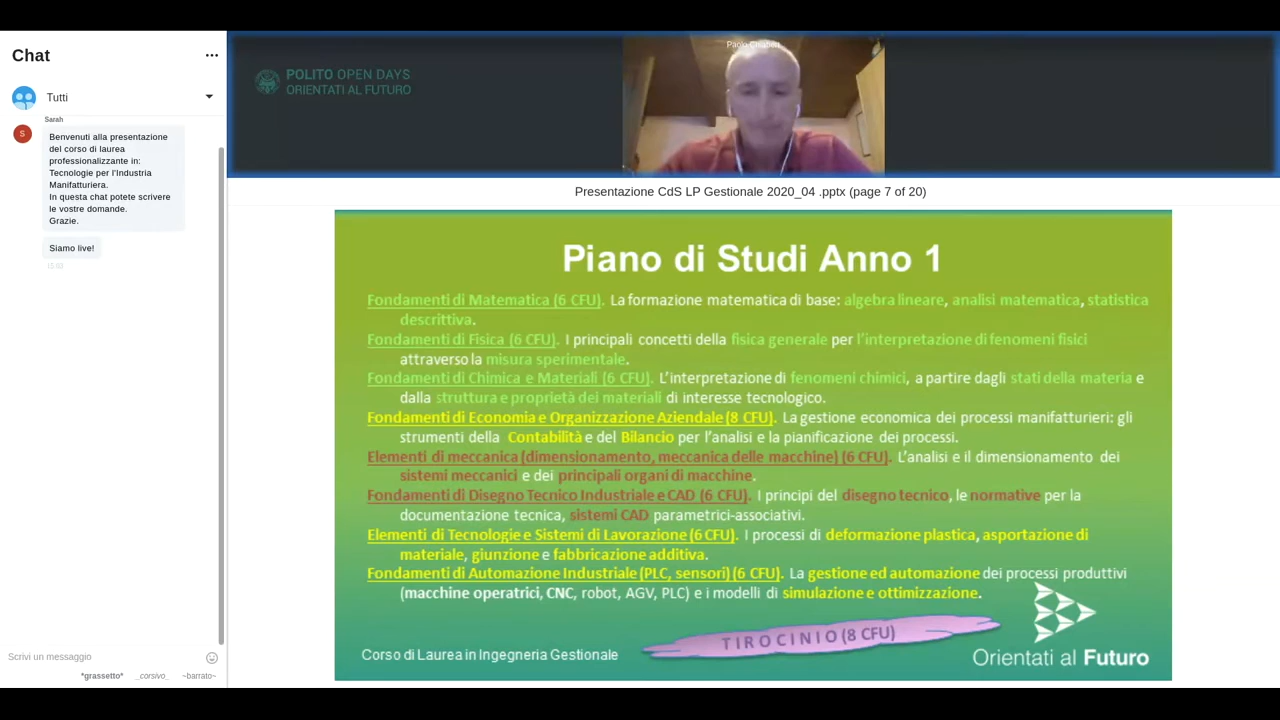 Chat
Tutti
Sarah
S
Benvenuti alla presentazione
del corso di laurea
professionalizzante in:
Tecnologie per l'Industria
Manifatturiera.
In questa chat potete scrivere
le vostre domande.
Grazie.
Siamo live!
Scrivi un messaggio
*grassetto* _corsivo_ ~barrato~
POLITO OPEN DAYS
ORIENTATI AL FUTURO
Presentazione CdS LP Gestionale 2020_04 .pptx (page 7 of 20)
Piano di Studi Anno 1
Fondamenti di Matematica (6 CFU). La formazione matematica di base: algebra lineare, analisi matematica, statistica
descrittiva.
Fondamenti di Fisica (6 CFU). I principali concetti della fisica generale per l'interpretazione di fenomeni fisici
attraverso la misura sperimentale.
Fondamenti di Chimica e Materiali (6 CFU). L'interpretazione di fenomeni chimici, a partire dagli stati della materia e
dalla struttura e proprietà dei materiali di interesse tecnologico.
Fondamenti di Economia e Organizzazione Aziendale (8 CFU). La gestione economica dei processi manifatturieri: gli
strumenti della Contabilità e del Bilancio per l'analisi e la pianificazione dei processi.
Elementi di meccanica (dimensionamento, meccanica delle macchine) (6 CFU). L'analisi e il dimensionamento dei
sistemi meccanici e dei principali organi di macchine.
Fondamenti di Disegno Tecnico Industriale e CAD (6 CFU). I principi del disegno tecnico, le normative per la
documentazione tecnica, sistemi CAD parametrici-associativi.
Elementi di Tecnologie e Sistemi di Lavorazione (6 CFU). I processi di deformazione plastica, asportazione di
materiale, giunzione e fabbricazione additiva.
Fondamenti di Automazione Industriale (PLC, sensori) (6 CFU). La gestione ed automazione dei processi produttivi
(macchine operatrici, CNC, robot, AGV, PLC) e i modelli di simulazione e ottimizzazione.
TIROCINIO (8 CFU)
Corso di Laurea in Ingegneria Gestionale
Orientati al Futuro